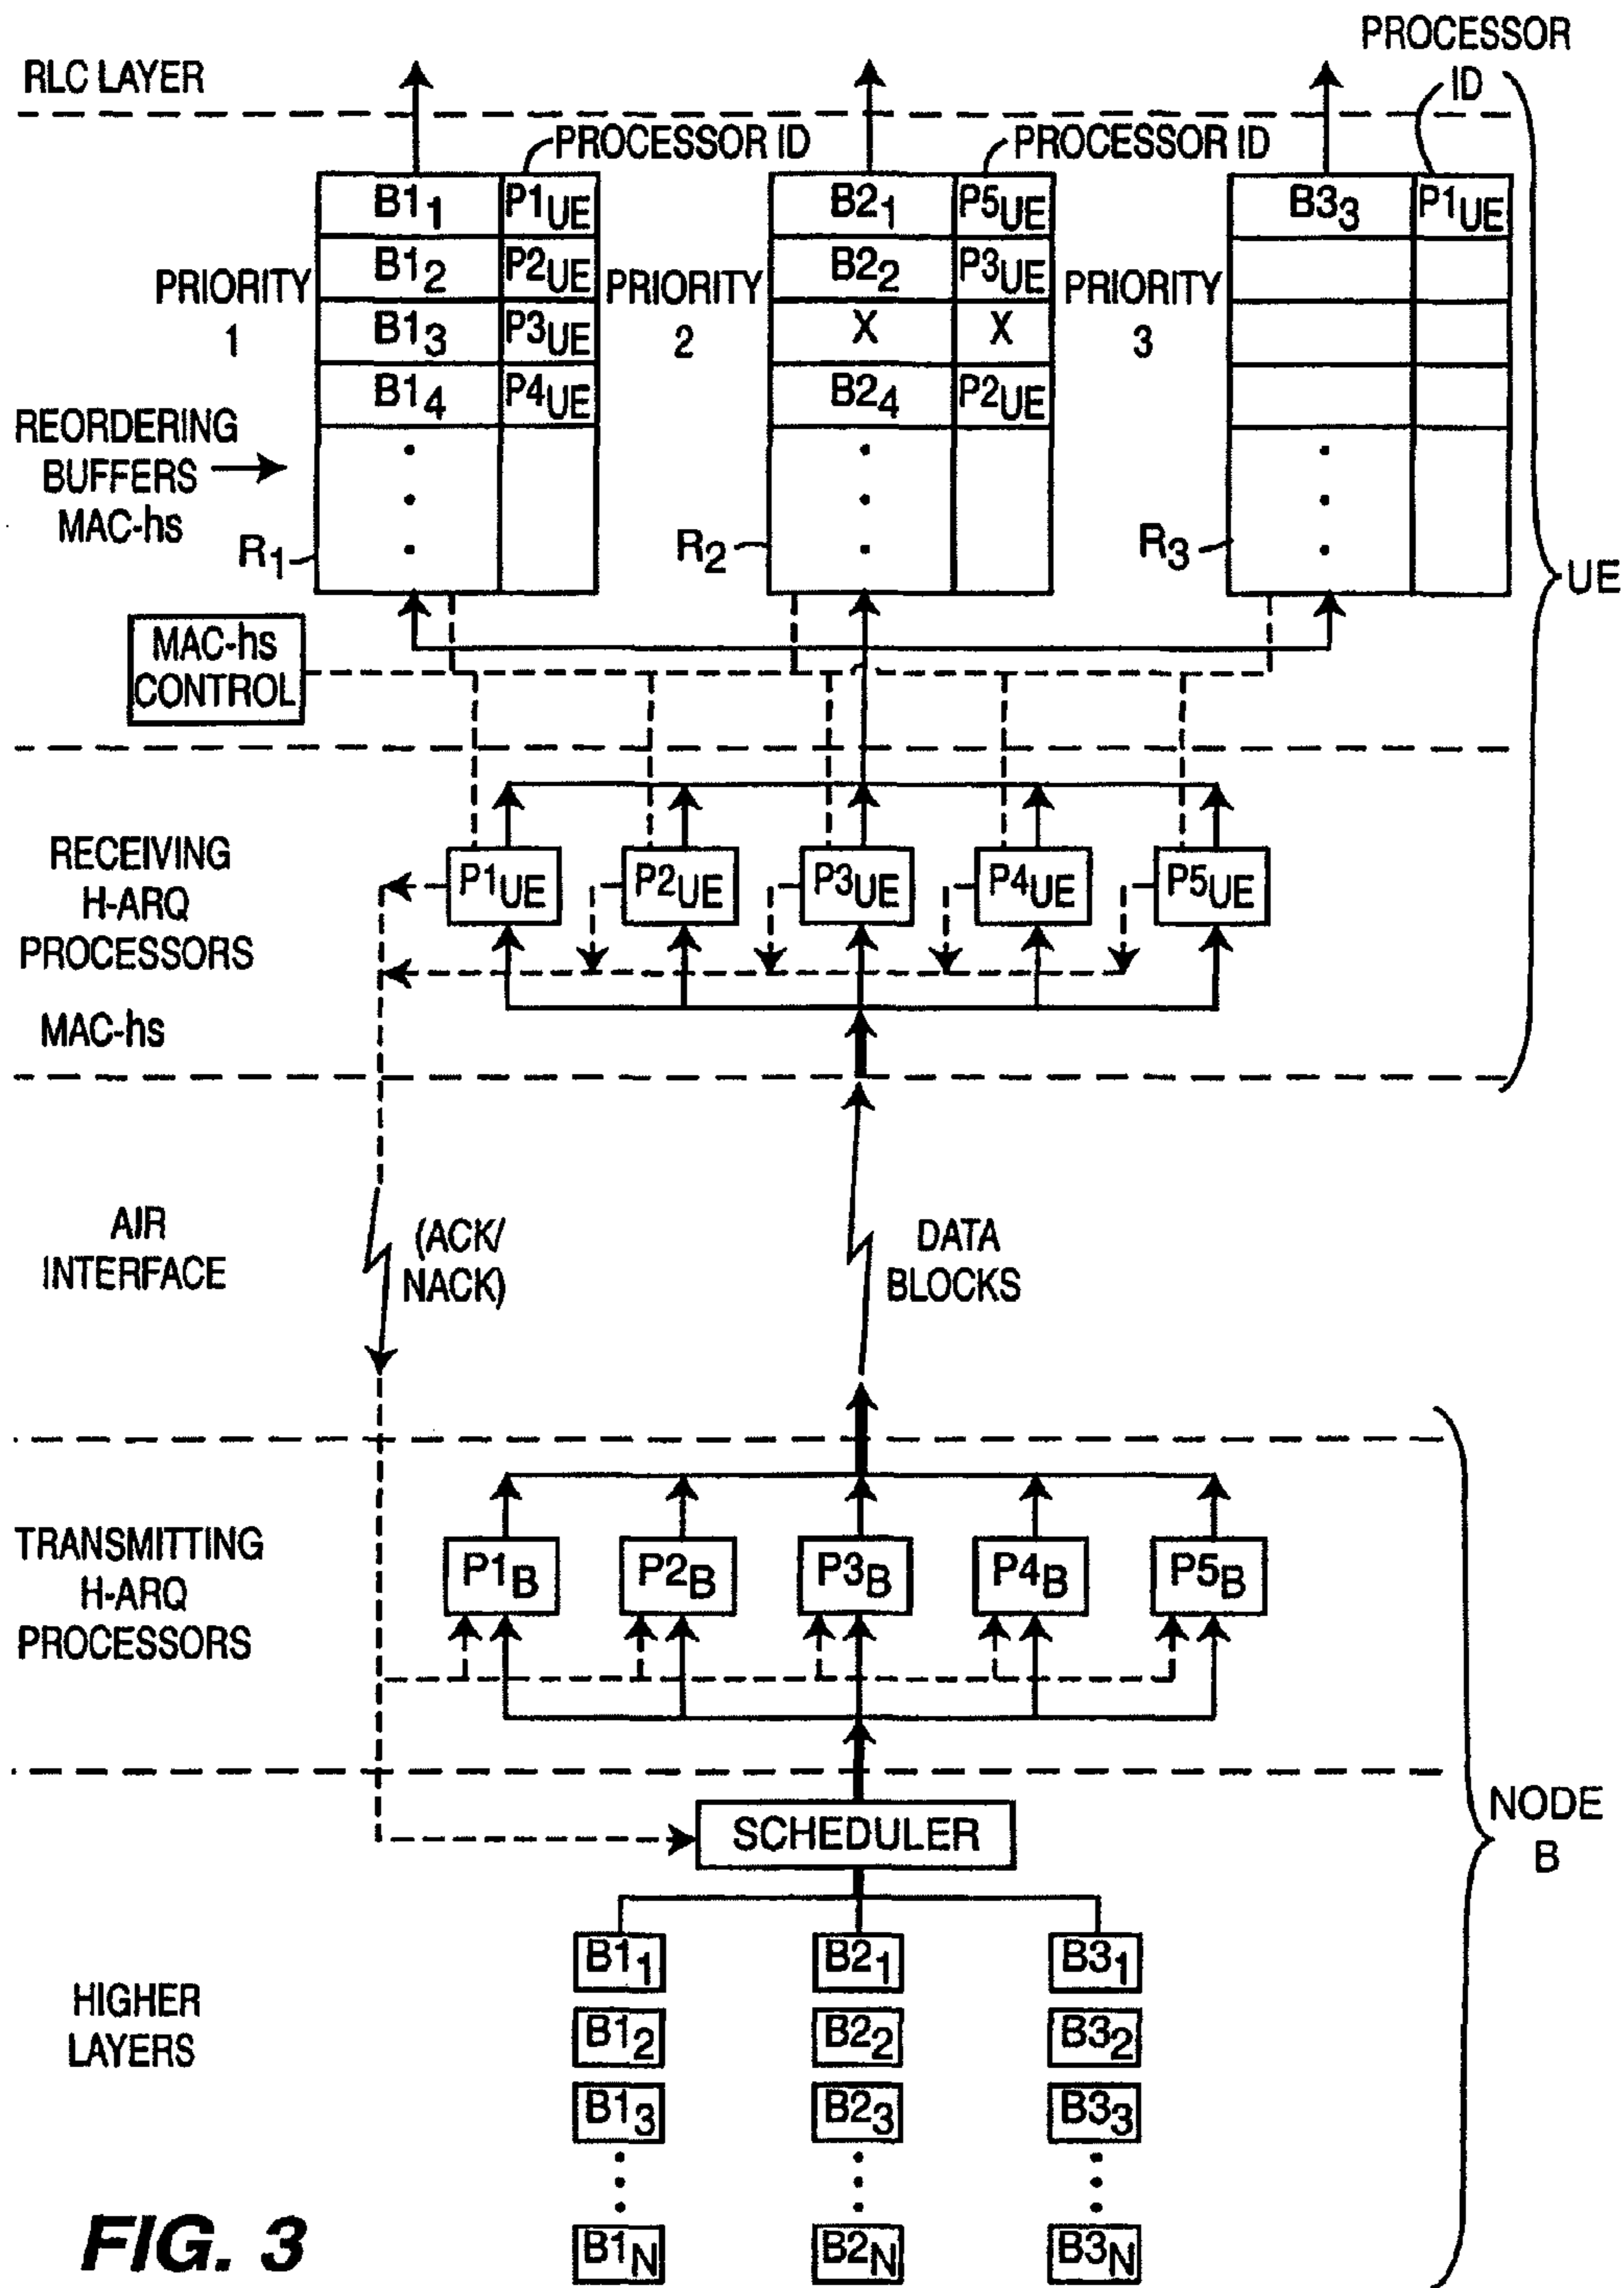 PROCESSOR
ID
RLC LAYER
PROCESSOR ID
PROCESSOR ID
B11 P1UE
B12 P2UE
B13 P3UE
B14 P4UE
PRIORITY
1
B21 P5UE
B22 P3UE
X X
B24 P2UE
PRIORITY
2
B33 P1UE
PRIORITY
3
REORDERING
BUFFERS
MAC-hs
R1
R2
R3
UE
MAC-hs
CONTROL
RECEIVING
H-ARQ
PROCESSORS
MAC-hs
P1UE P2UE P3UE P4UE P5UE
AIR
INTERFACE
(ACK/
NACK)
DATA
BLOCKS
TRANSMITTING
H-ARQ
PROCESSORS
P1B P2B P3B P4B P5B
SCHEDULER
NODE
B
HIGHER
LAYERS
B11 B21 B31
B12 B22 B32
B13 B23 B33
B1N B2N B3N
FIG. 3